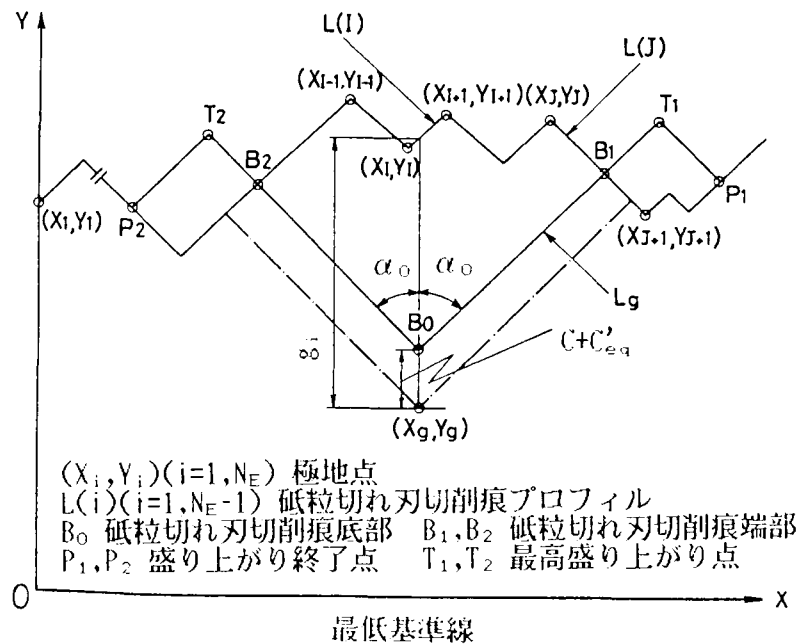 Y
L(I)
L(J)
(XI-1,YI-1)
(XI+1,YI+1)
(XJ,YJ)
T2
T1
B2
B1
(XI,YI)
(X1,Y1)
P2
P1
(XJ+1,YJ+1)
α0
α0
Lg
B0
C+C'eq
(Xg,Yg)
(Xi,Yi)(i=1,NE) 極地点
L(i)(i=1,NE-1) 砥粒切れ刃切削痕プロフィル
B0 砥粒切れ刃切削痕底部 B1,B2 砥粒切れ刃切削痕端部
P1,P2 盛り上がり終了点 T1,T2 最高盛り上がり点
O
X
最低基準線